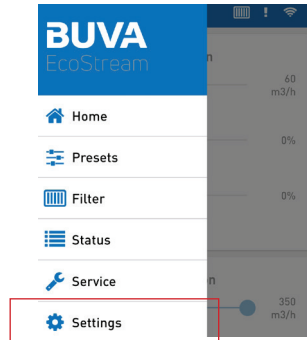 BUVA
EcoStream
n
60
m3/h
Home
Presets
0%
Filter
0%
Status
Service
n
Settings
350
m3/h